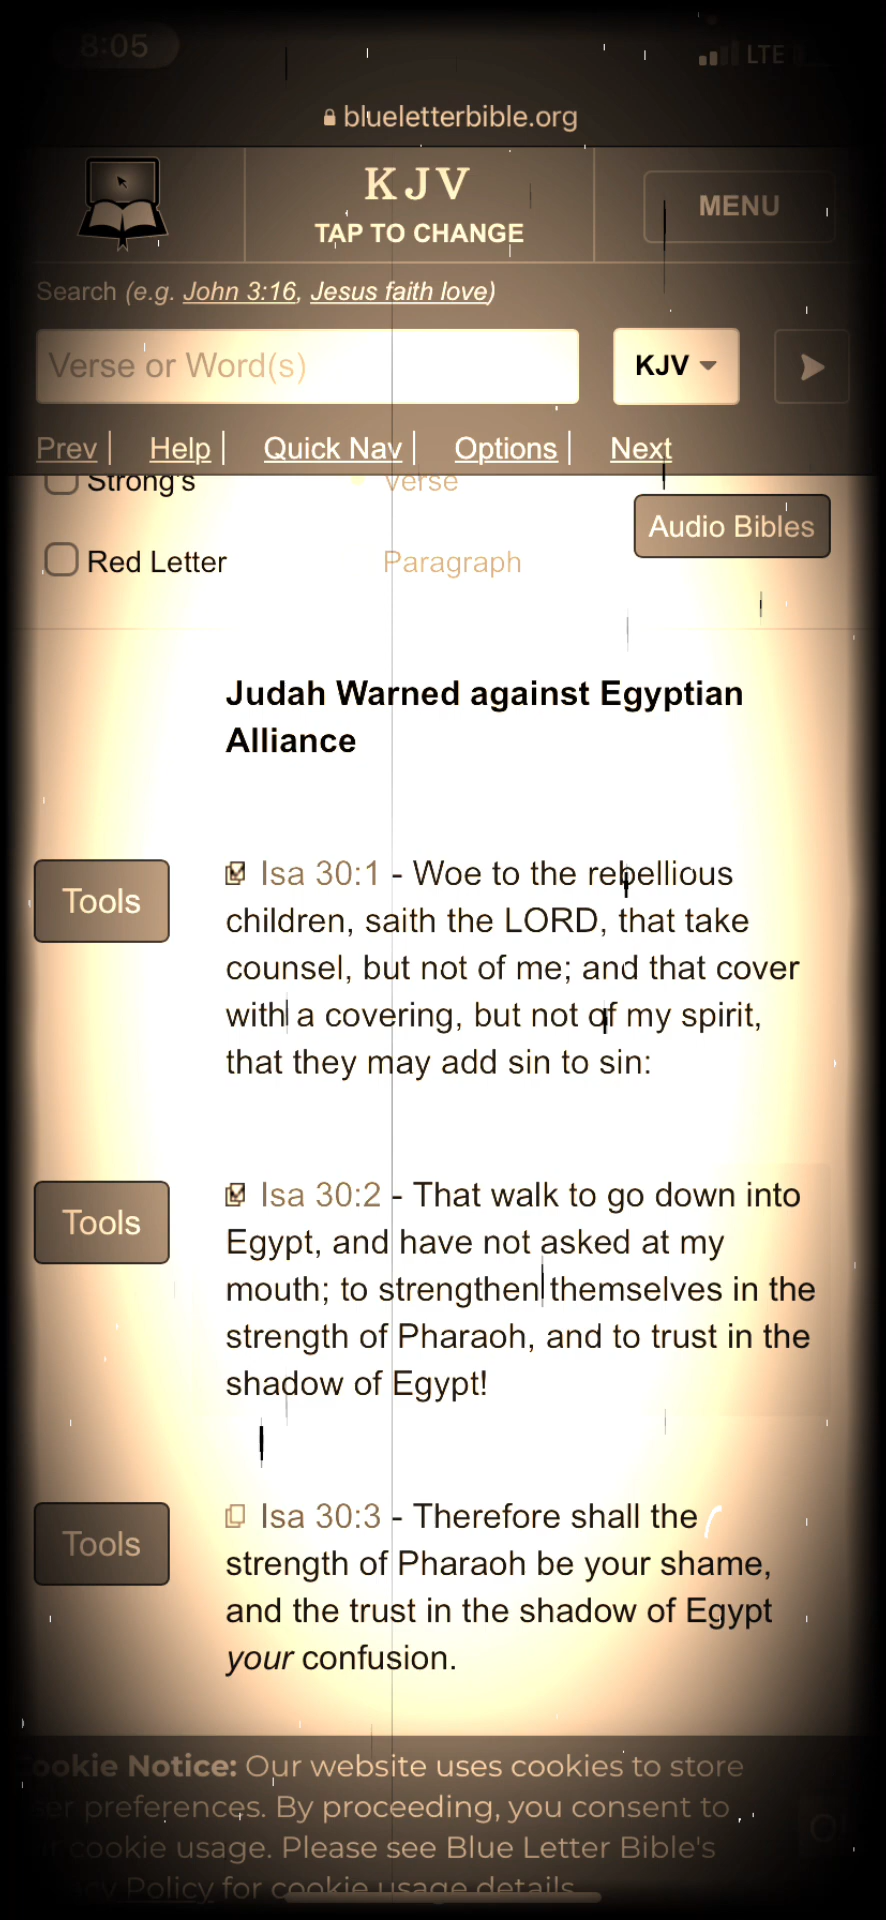 8:05
LTE
blueletterbible.org
KJV
TAP TO CHANGE
MENU
Search (e.g. John 3:16, Jesus faith love)
Verse or Word(s)
KJV
Prev | Help | Quick Nav | Options | Next
Strong's
Verse
Audio Bibles
Red Letter
Paragraph
Judah Warned against Egyptian
Alliance
Tools
Isa 30:1 - Woe to the rebellious
children, saith the LORD, that take
counsel, but not of me; and that cover
with a covering, but not of my spirit,
that they may add sin to sin:
Tools
Isa 30:2 - That walk to go down into
Egypt, and have not asked at my
mouth; to strengthen themselves in the
strength of Pharaoh, and to trust in the
shadow of Egypt!
Tools
Isa 30:3 - Therefore shall the
strength of Pharaoh be your shame,
and the trust in the shadow of Egypt
your confusion.
ookie Notice: Our website uses cookies to store
er preferences. By proceeding, you consent to
cookie usage. Please see Blue Letter Bible's
Policy for cookie usage details.